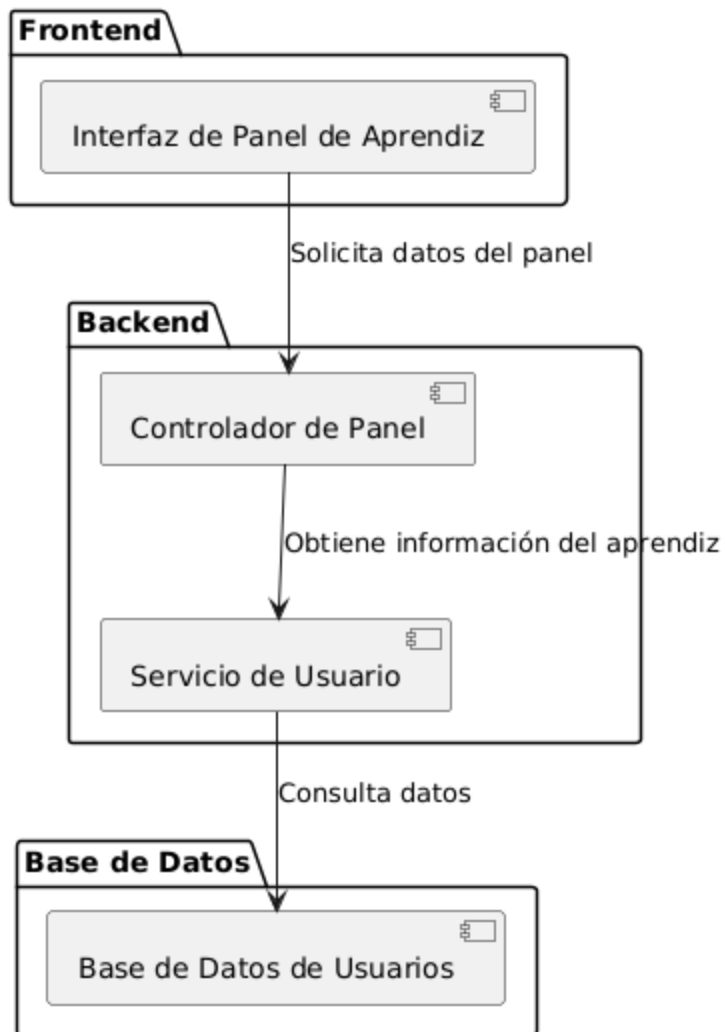 Frontend
Interfaz de Panel de Aprendiz
Solicita datos del panel
Backend
Controlador de Panel
Obtiene información del aprendiz
Servicio de Usuario
Consulta datos
Base de Datos
Base de Datos de Usuarios